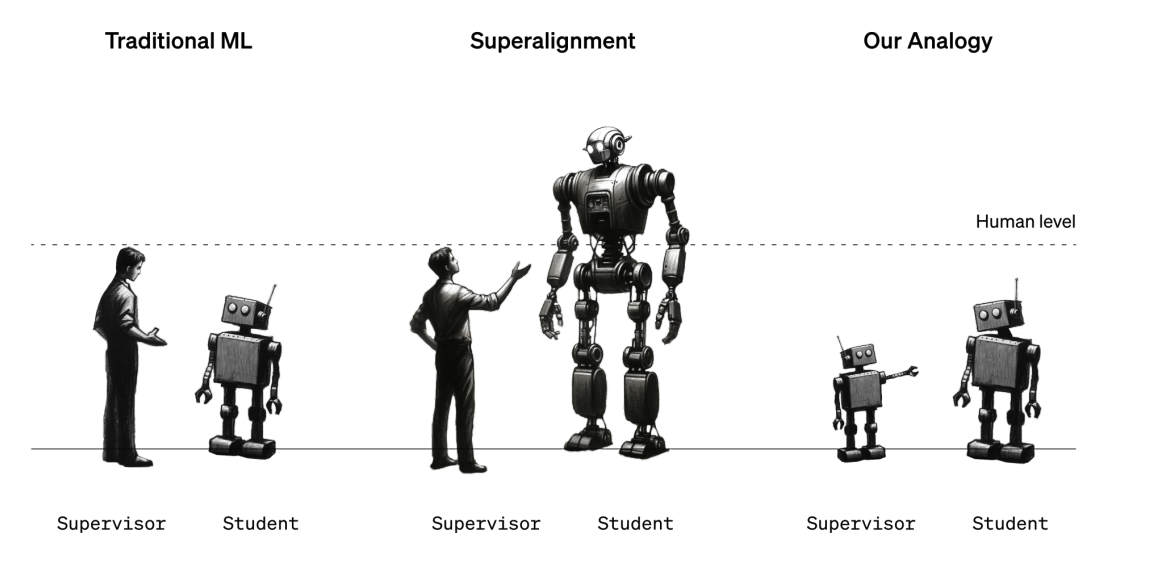 Traditional ML
Superalignment
Our Analogy
Human level
Supervisor
Student
Supervisor
Student
Supervisor
Student